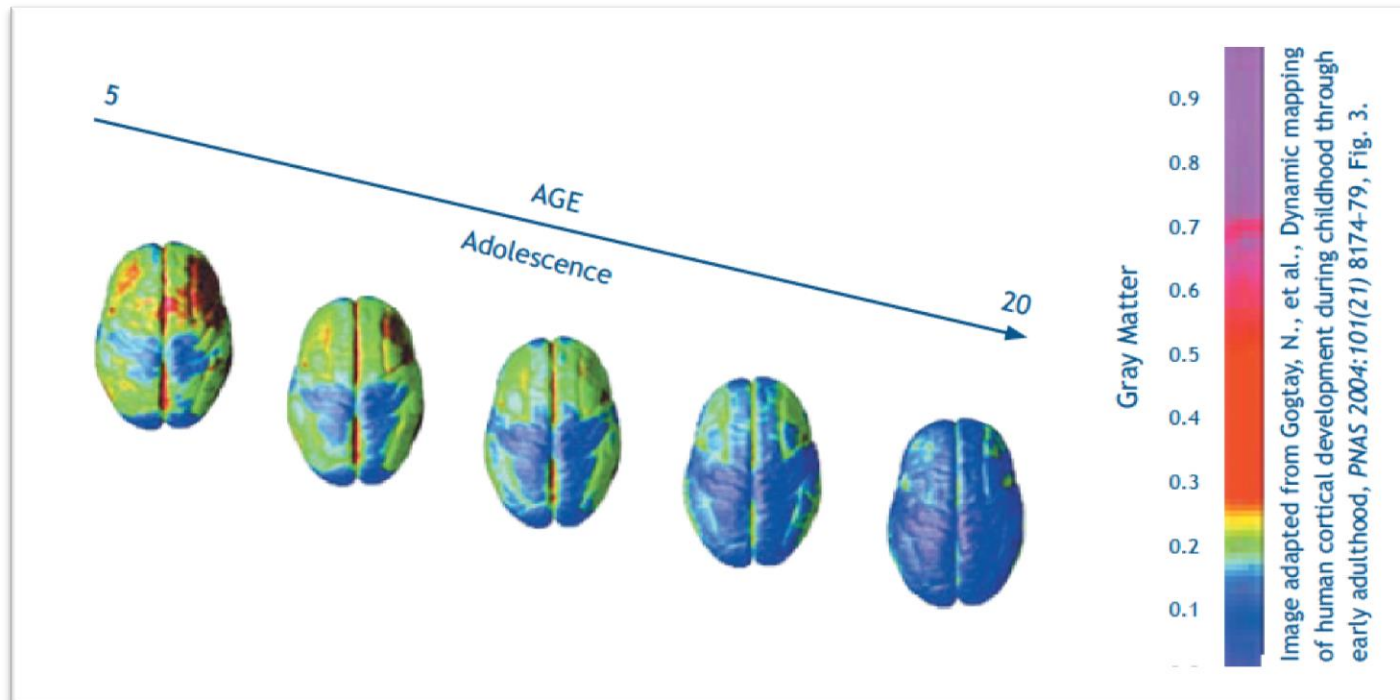 5
AGE
Adolescence
20
Gray Matter
0.9
0.8
0.7
0.6
0.5
0.4
0.3
0.2
0.1
Image adapted from Gogtay, N., et al., Dynamic mapping
of human cortical development during childhood through
early adulthood, PNAS 2004:101(21) 8174-79, Fig. 3.